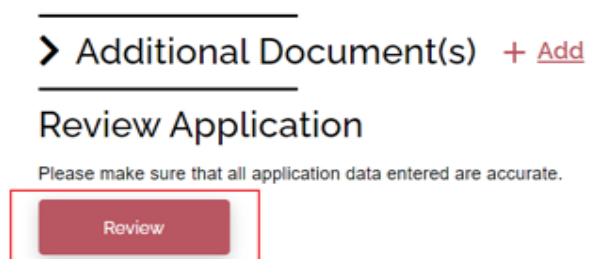 Additional Document(s) + Add
Review Application
Please make sure that all application data entered are accurate.
Review